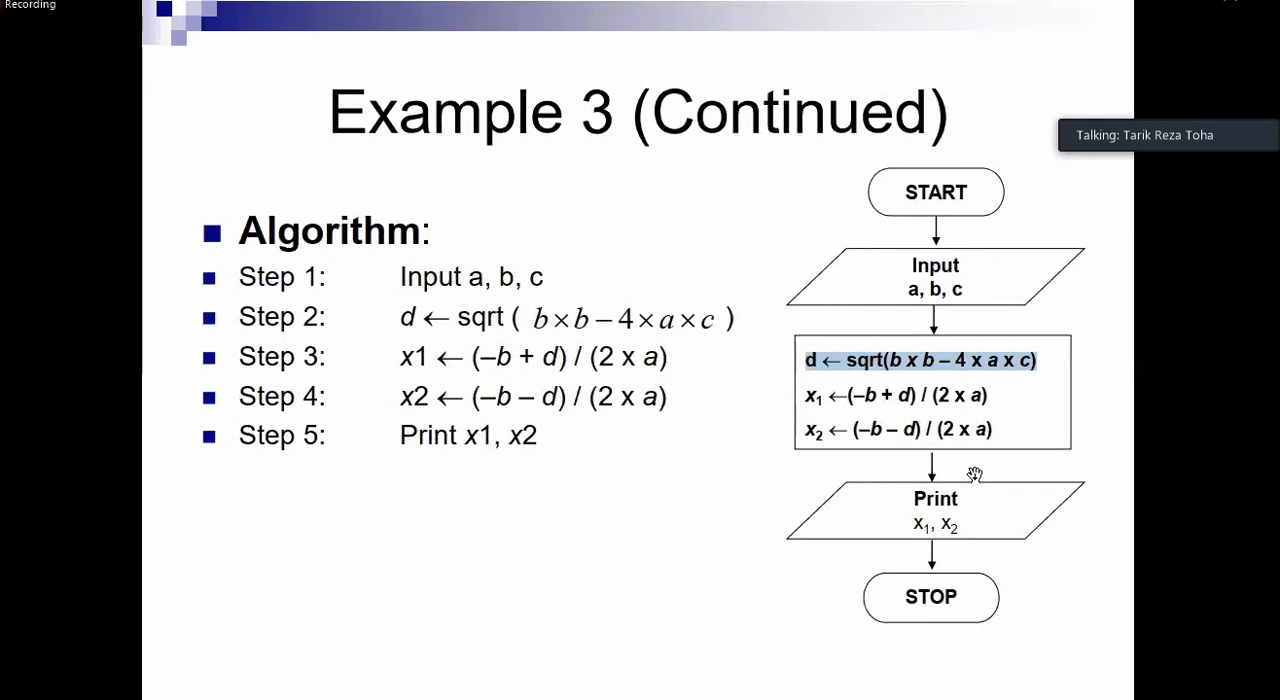 Recording
Example 3 (Continued)
Talking: Tarik Reza Toha
Algorithm:
Step 1: Input a, b, c
Step 2: d ← sqrt ( b × b – 4 × a × c )
Step 3: x1 ← (–b + d) / (2 x a)
Step 4: x2 ← (–b – d) / (2 x a)
Step 5: Print x1, x2
START
Input
a, b, c
d ← sqrt(b x b – 4 x a x c)
x₁ ←(–b + d) / (2 x a)
x₂ ← (–b – d) / (2 x a)
Print
x₁, x₂
STOP